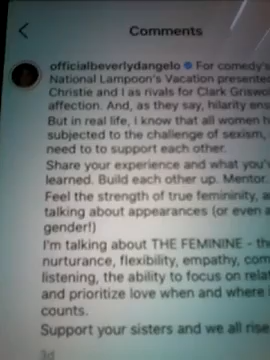 Comments
officialbeverlydangelo For comedy's
National Lampoon's Vacation presente
Christie and I as rivals for Clark Griswo
affection. And, as they say, hilarity ens
But in real life, I know that all women h
subjected to the challenge of sexism,
need to to support each other.
Share your experience and what you'
learned. Build each other up. Mentor.
Feel the strength of true femininity, a
talking about appearances (or even a
gender!)
I'm talking about THE FEMININE - the
nurturance, flexibility, empathy, com
listening, the ability to focus on relat
and prioritize love when and where i
counts.
Support your sisters and we all rise
3d